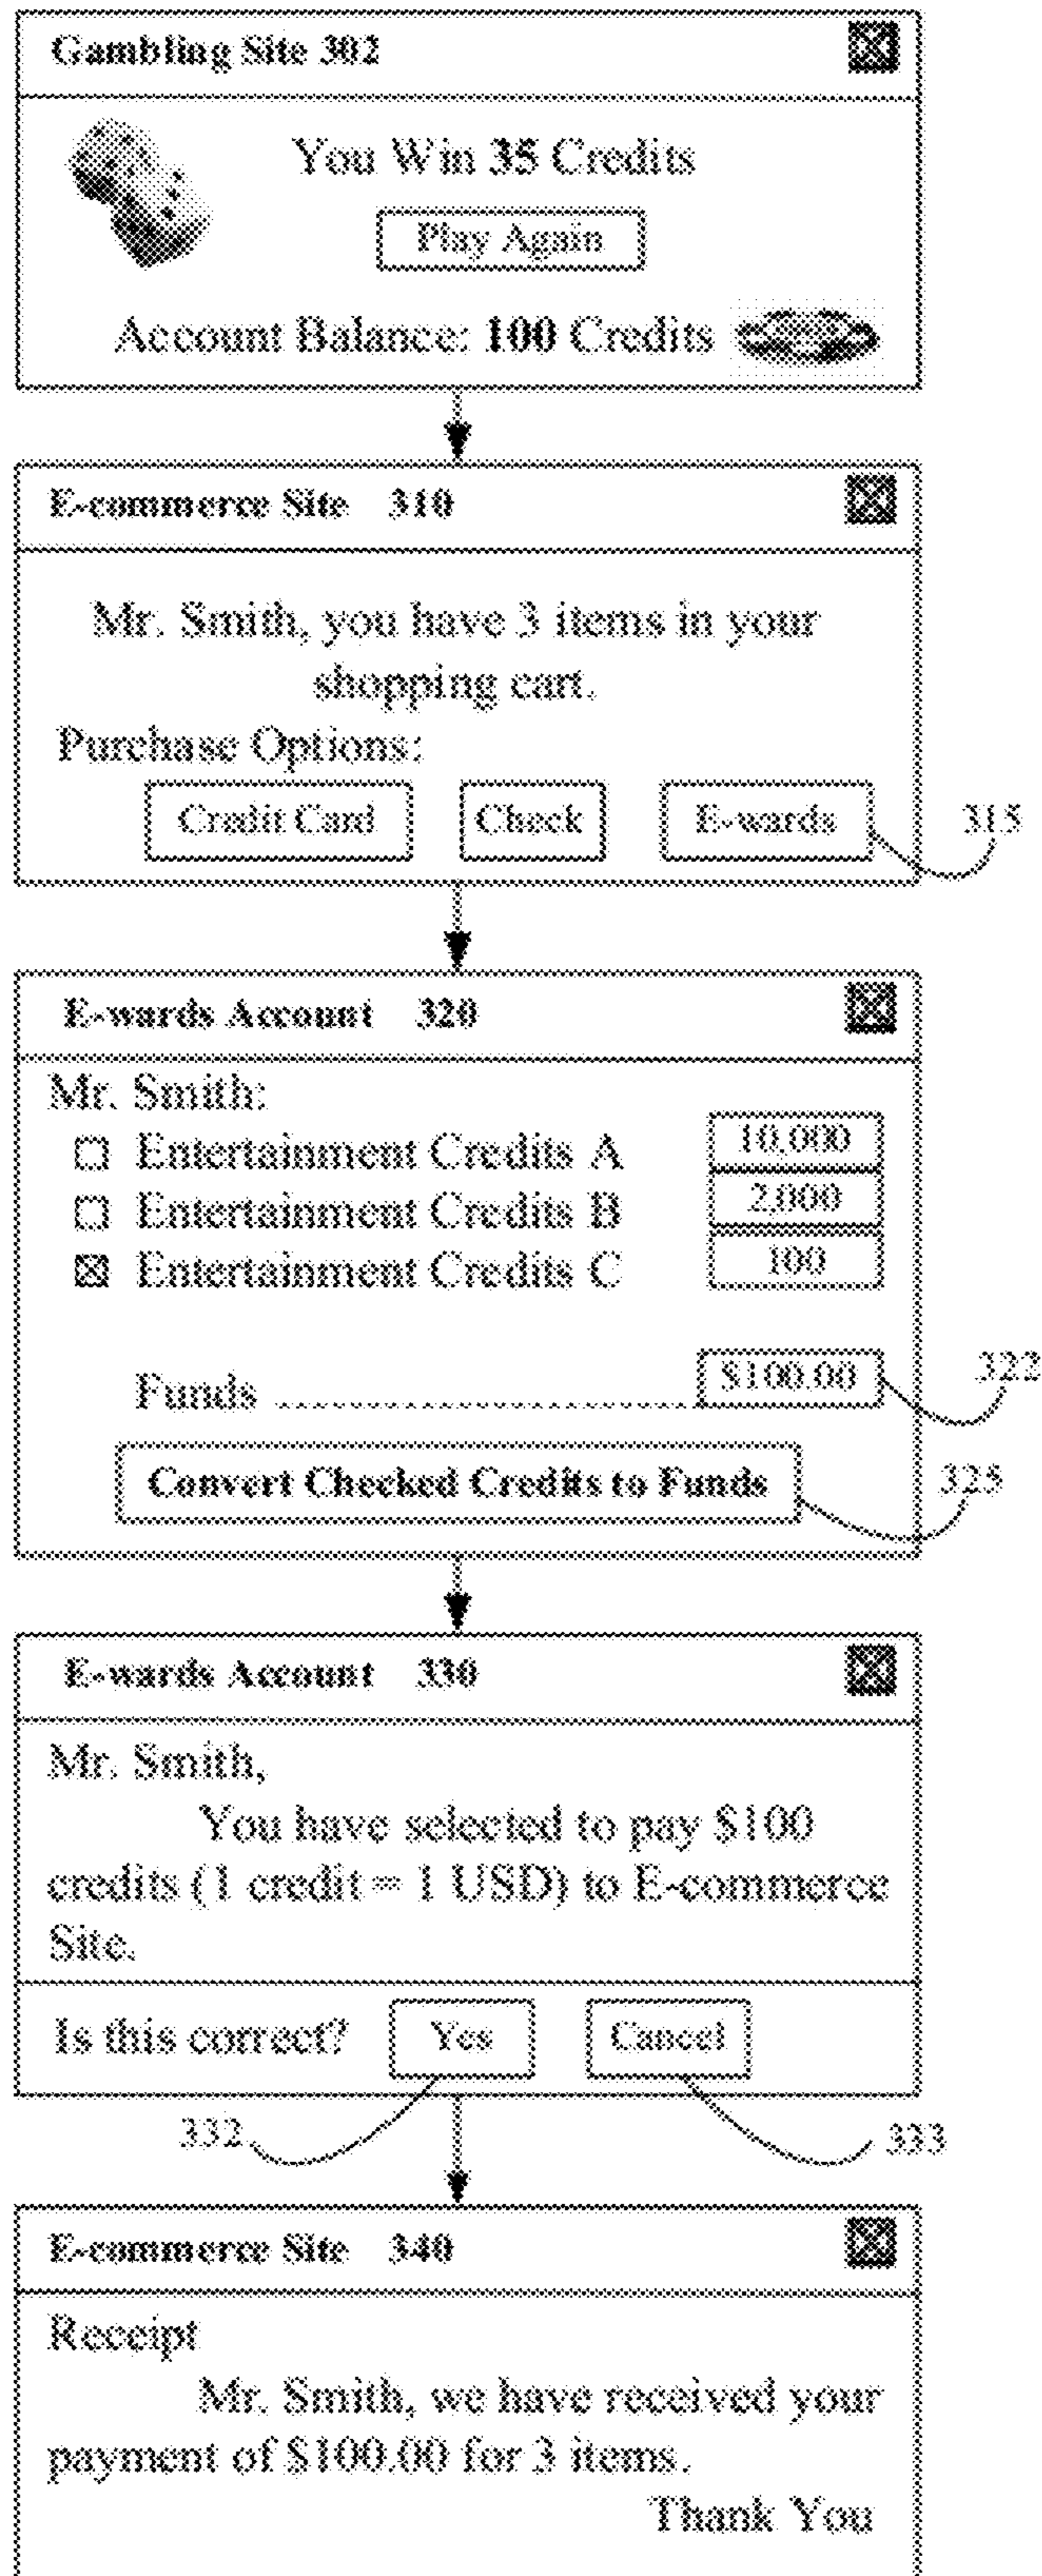 Gambling Site 302
You Win 35 Credits
Play Again
Account Balance: 100 Credits
E-commerce Site 310
Mr. Smith, you have 3 items in your
shopping cart.
Purchase Options:
Credit Card Check E-wards 315
E-wards Account 320
Mr. Smith:
Entertainment Credits A 10,000
Entertainment Credits B 2,000
Entertainment Credits C 100
Funds $100.00 322
Convert Checked Credits to Funds 325
E-wards Account 330
Mr. Smith,
You have selected to pay $100
credits (1 credit = 1 USD) to E-commerce
Site.
Is this correct? Yes Cancel
332 333
E-commerce Site 340
Receipt
Mr. Smith, we have received your
payment of $100.00 for 3 items.
Thank You